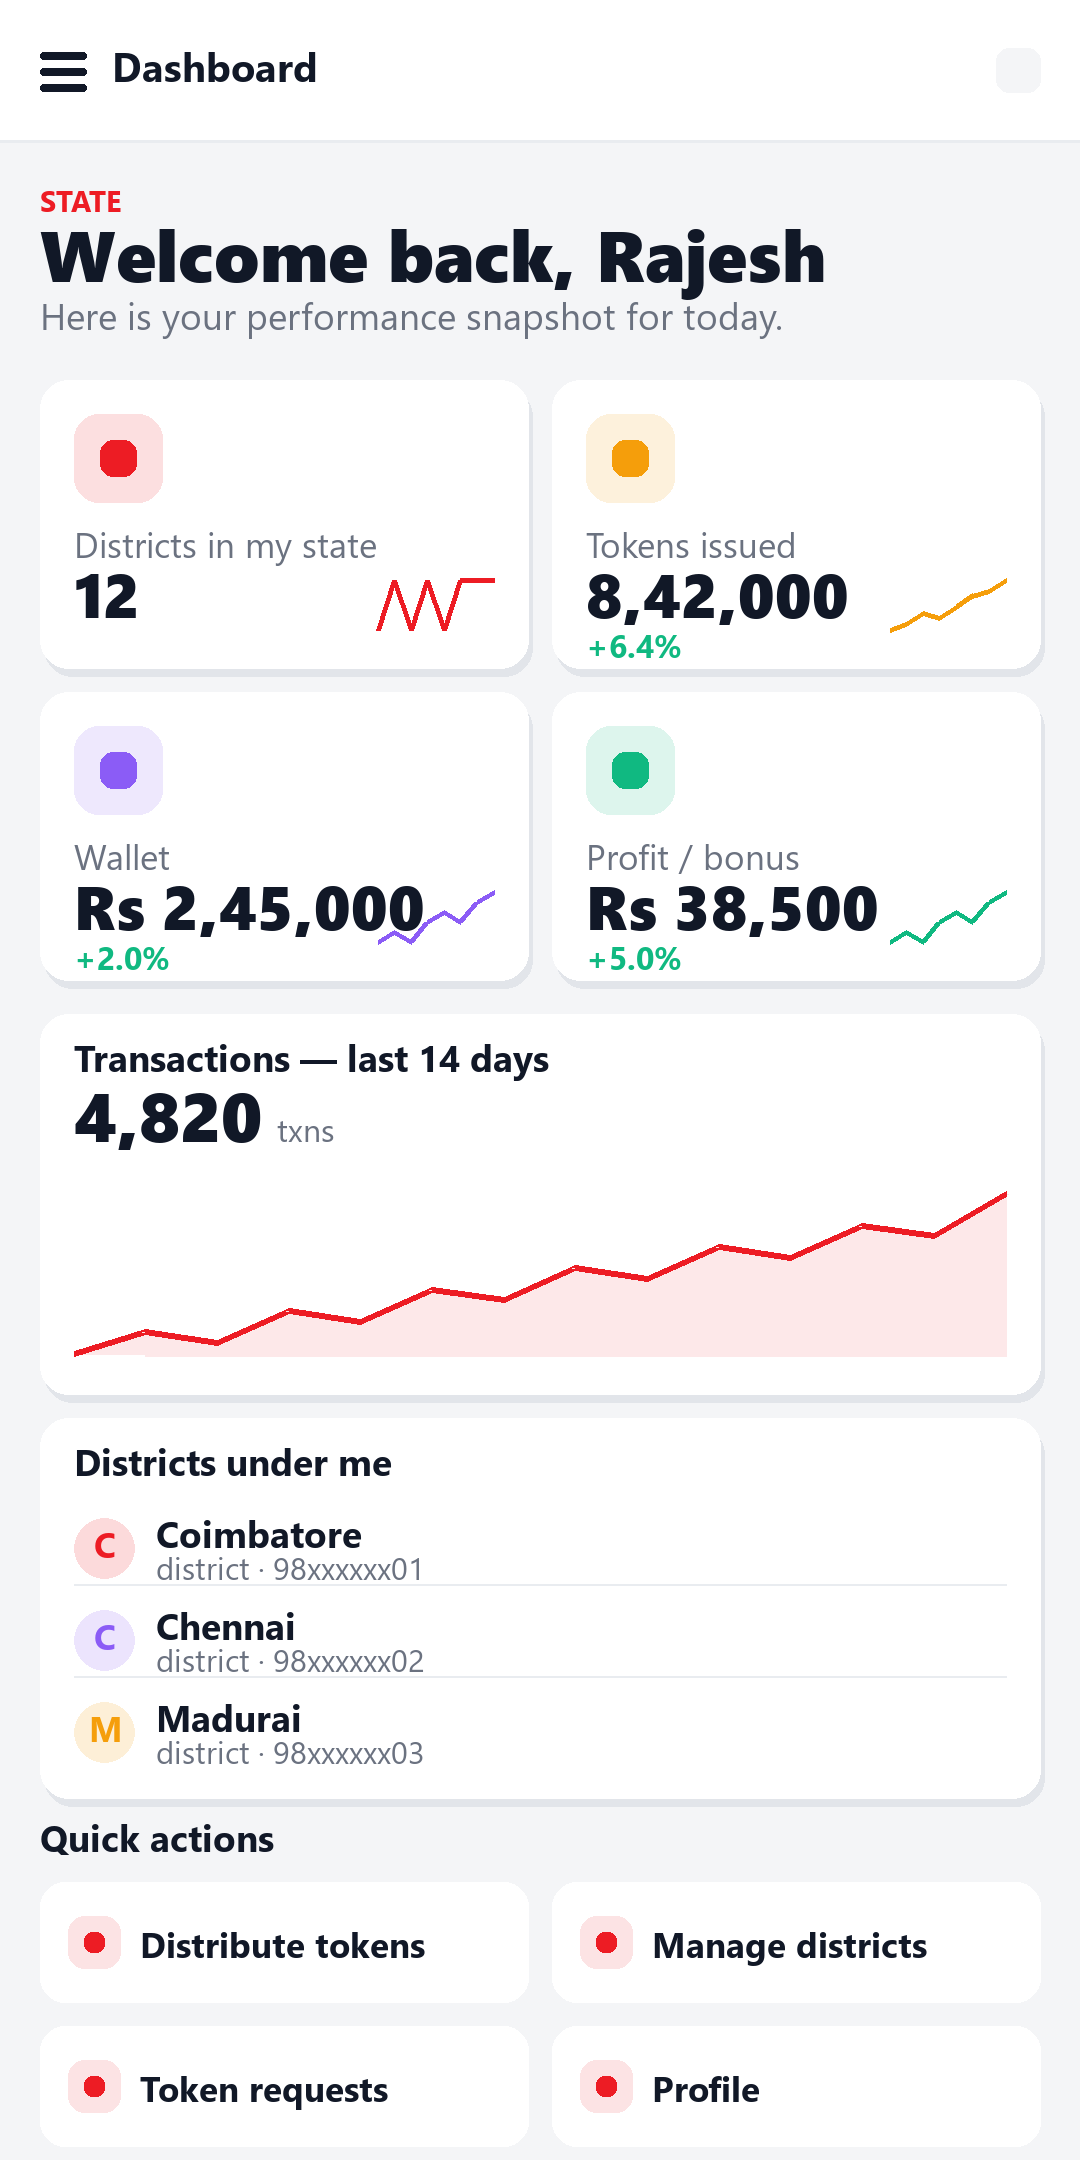 Dashboard
STATE
Welcome back, Rajesh
Here is your performance snapshot for today.
Districts in my state
12
Tokens issued
8,42,000
+6.4%
Wallet
Rs 2,45,000
+2.0%
Profit / bonus
Rs 38,500
+5.0%
Transactions — last 14 days
4,820 txns
Districts under me
C
Coimbatore
district · 98xxxxxx01
C
Chennai
district · 98xxxxxx02
M
Madurai
district · 98xxxxxx03
Quick actions
Distribute tokens
Manage districts
Token requests
Profile